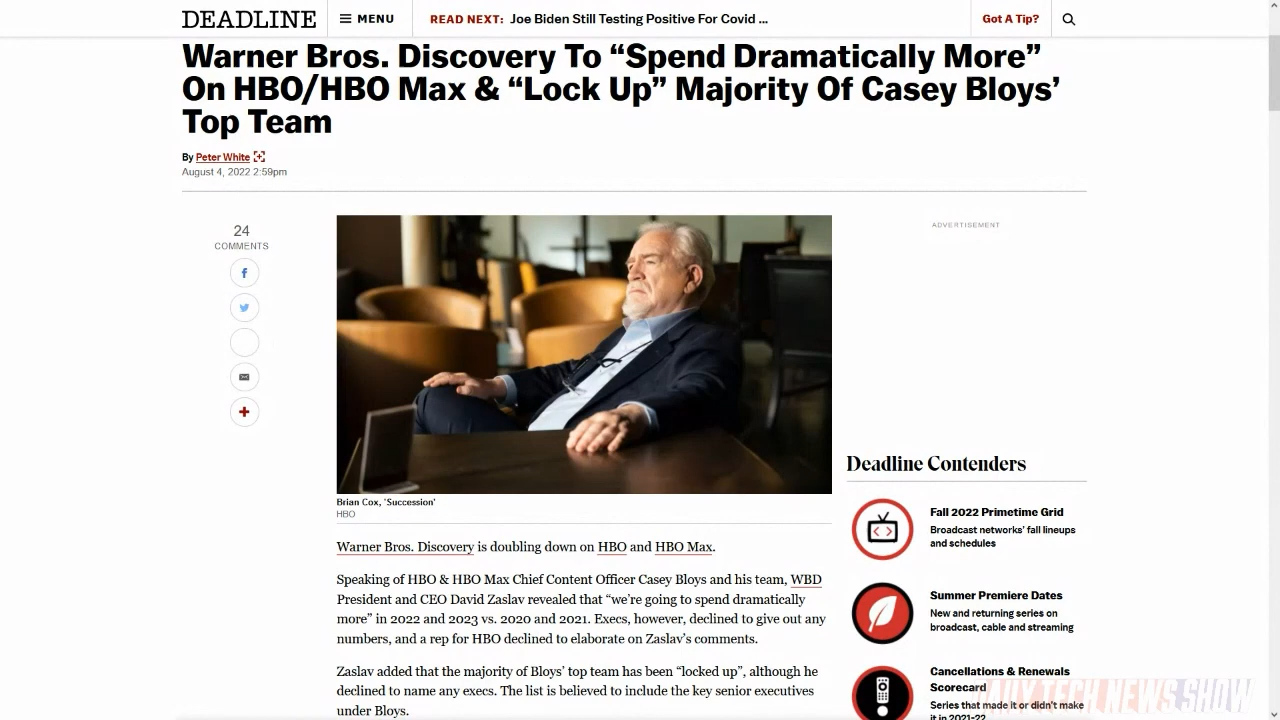 DEADLINE
MENU
READ NEXT: Joe Biden Still Testing Positive For Covid ...
Got A Tip?
Warner Bros. Discovery To “Spend Dramatically More”
On HBO/HBO Max & “Lock Up” Majority Of Casey Bloys’
Top Team
By Peter White
August 4, 2022 2:59pm
24
COMMENTS
ADVERTISEMENT
Brian Cox, 'Succession'
HBO
Warner Bros. Discovery is doubling down on HBO and HBO Max.
Speaking of HBO & HBO Max Chief Content Officer Casey Bloys and his team, WBD
President and CEO David Zaslav revealed that “we’re going to spend dramatically
more” in 2022 and 2023 vs. 2020 and 2021. Execs, however, declined to give out any
numbers, and a rep for HBO declined to elaborate on Zaslav’s comments.
Zaslav added that the majority of Bloys’ top team has been “locked up”, although he
declined to name any execs. The list is believed to include the key senior executives
under Bloys.
Deadline Contenders
Fall 2022 Primetime Grid
Broadcast networks’ fall lineups
and schedules
Summer Premiere Dates
New and returning series on
broadcast, cable and streaming
Cancellations & Renewals
Scorecard
Series that made it or didn’t make
it in 2021-22
DAILY TECH NEWS SHOW